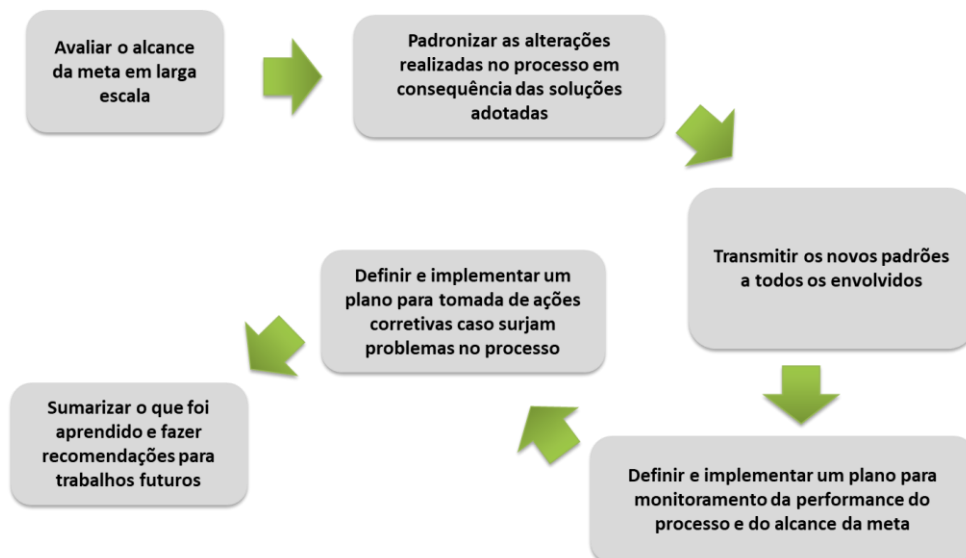 Avaliar o alcance
da meta em larga
escala
Padronizar as alterações
realizadas no processo em
consequência das soluções
adotadas
Transmitir os novos padrões
a todos os envolvidos
Definir e implementar um plano para
monitoramento da performance do
processo e do alcance da meta
Definir e implementar um
plano para tomada de ações
corretivas caso surjam
problemas no processo
Sumarizar o que foi
aprendido e fazer
recomendações para
trabalhos futuros